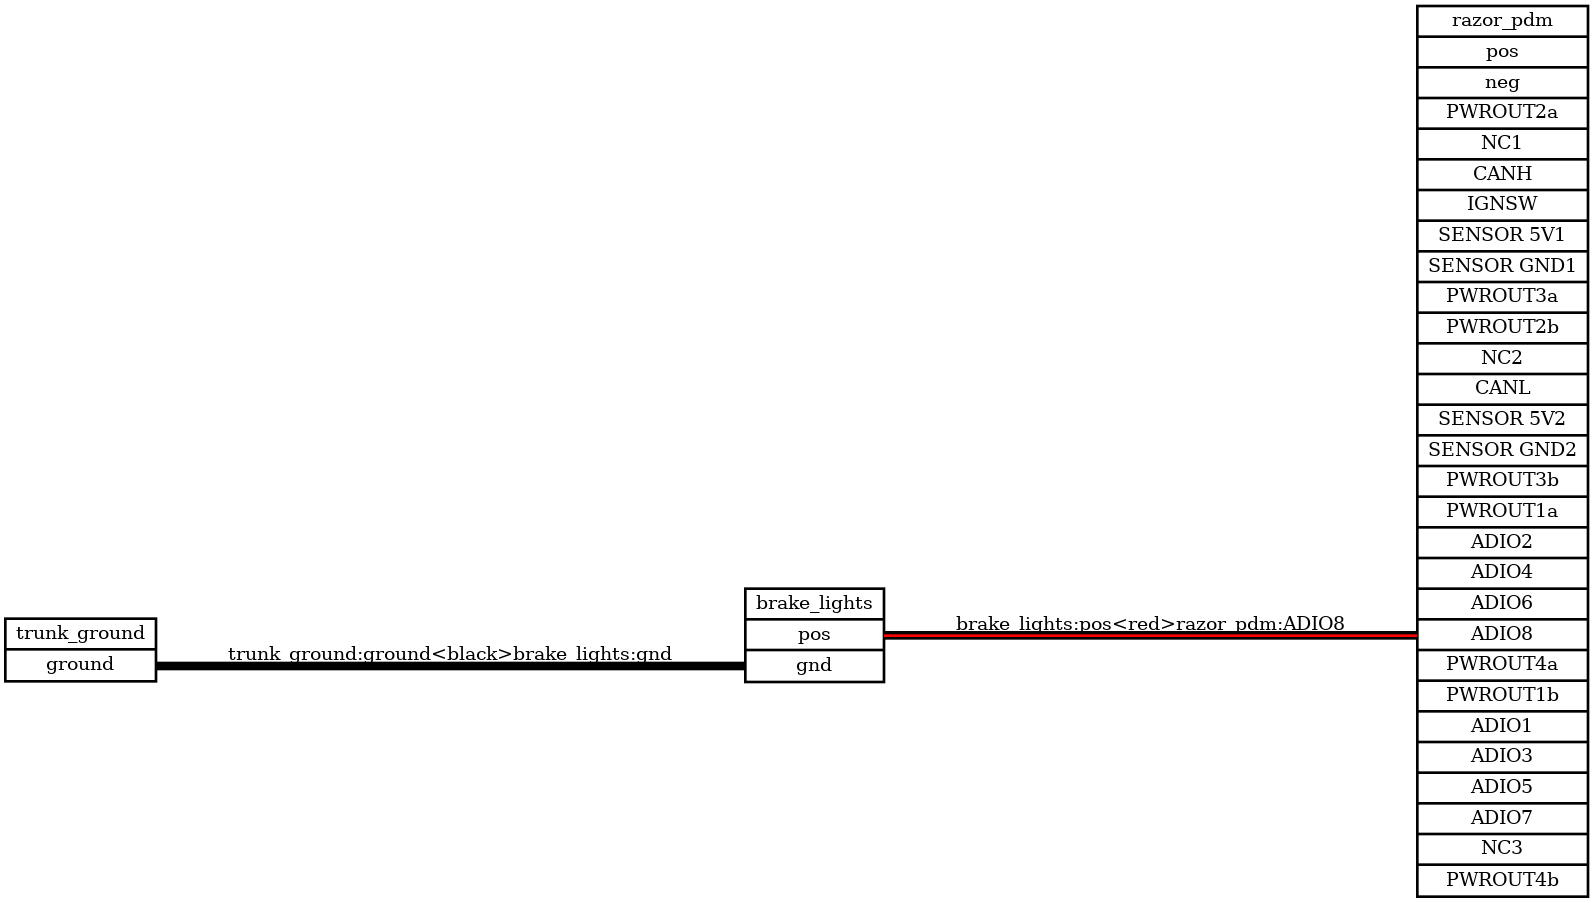 trunk_ground
ground
trunk_ground:ground<black>brake_lights:gnd
brake_lights
pos
gnd
brake_lights:pos<red>razor_pdm:ADIO8
razor_pdm
pos
neg
PWROUT2a
NC1
CANH
IGNSW
SENSOR 5V1
SENSOR GND1
PWROUT3a
PWROUT2b
NC2
CANL
SENSOR 5V2
SENSOR GND2
PWROUT3b
PWROUT1a
ADIO2
ADIO4
ADIO6
ADIO8
PWROUT4a
PWROUT1b
ADIO1
ADIO3
ADIO5
ADIO7
NC3
PWROUT4b